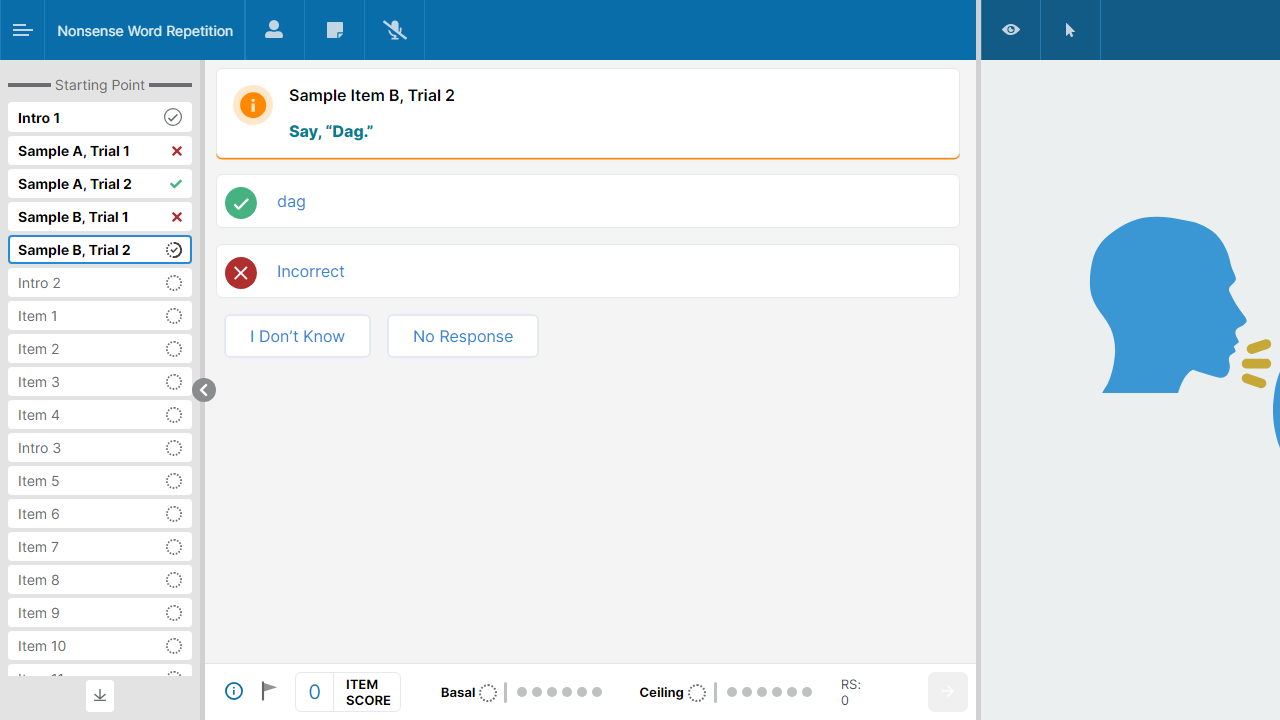 Nonsense Word Repetition
Starting Point
Intro 1
Sample A, Trial 1
Sample A, Trial 2
Sample B, Trial 1
Sample B, Trial 2
Intro 2
Item 1
Item 2
Item 3
Item 4
Intro 3
Item 5
Item 6
Item 7
Item 8
Item 9
Item 10
Sample Item B, Trial 2
Say, “Dag.”
dag
Incorrect
I Don’t Know
No Response
0
ITEM
SCORE
Basal
Ceiling
RS:
0